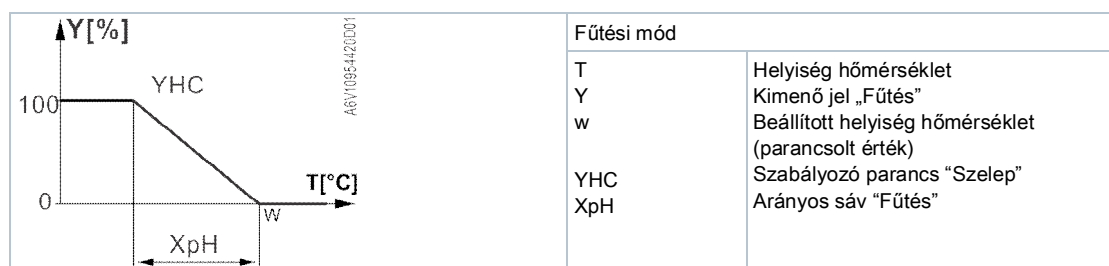 Y[%]
YHC
100
T[°C]
0
w
XpH
A6V10954420D01
Fűtési mód
T Helyiség hőmérséklet
Y Kimenő jel „Fűtés”
w Beállított helyiség hőmérséklet
(parancsolt érték)
YHC Szabályozó parancs “Szelep”
XpH Arányos sáv “Fűtés”